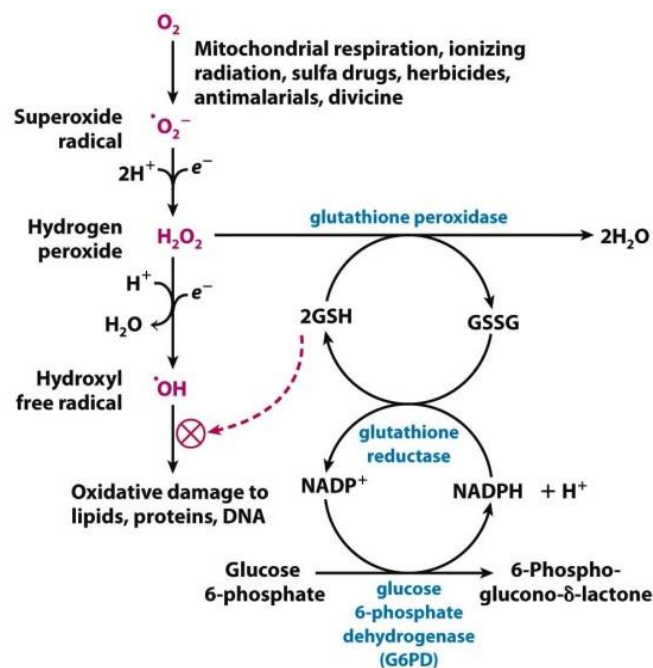 O₂
Mitochondrial respiration, ionizing
radiation, sulfa drugs, herbicides,
antimalarials, divicine
Superoxide
radical
˙O₂⁻
2H⁺
e⁻
Hydrogen
peroxide
H₂O₂
glutathione peroxidase
2H₂O
H⁺
e⁻
H₂O
2GSH
GSSG
Hydroxyl
free radical
˙OH
glutathione
reductase
Oxidative damage to
lipids, proteins, DNA
NADP⁺
NADPH + H⁺
Glucose
6-phosphate
6-Phospho-
glucono-δ-lactone
glucose
6-phosphate
dehydrogenase
(G6PD)